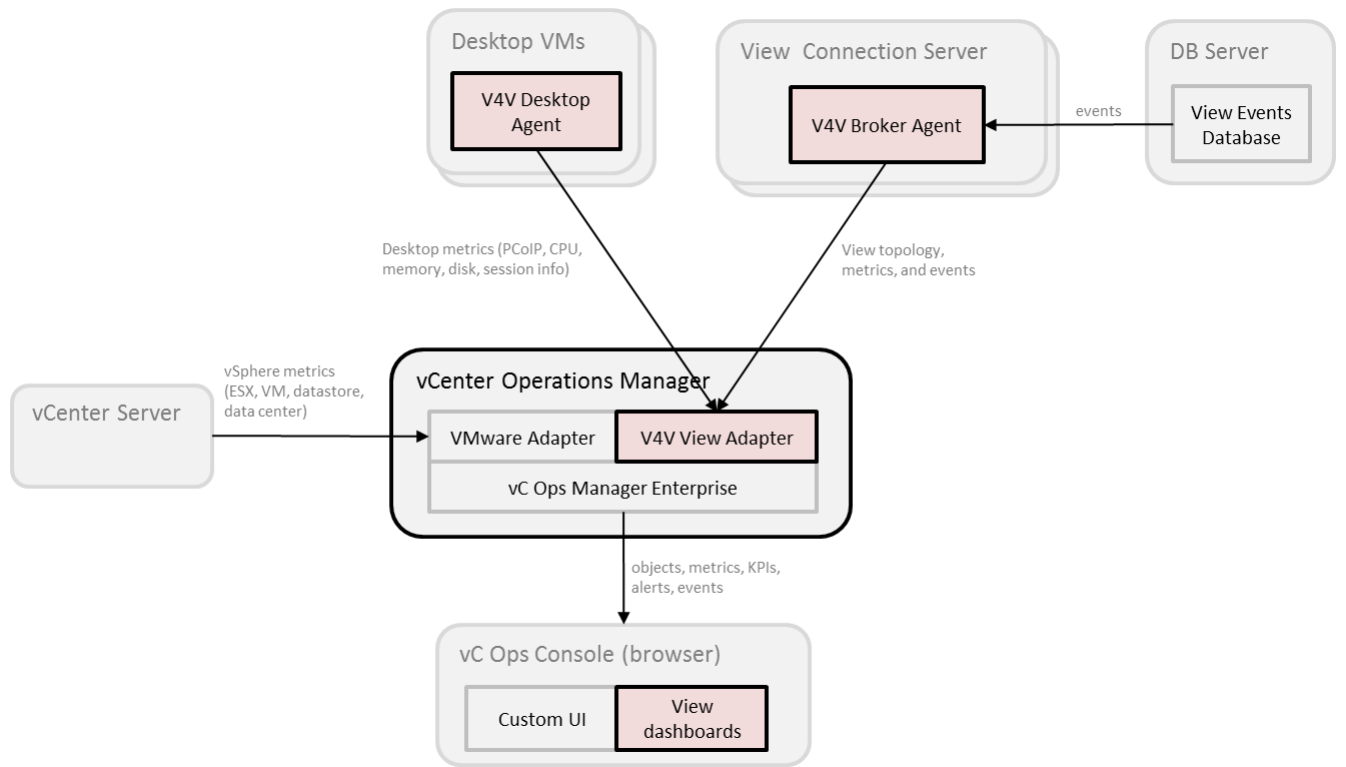 Desktop VMs
V4V Desktop
Agent
View Connection Server
V4V Broker Agent
events
DB Server
View Events
Database
Desktop metrics (PCoIP, CPU,
memory, disk, session info)
View topology,
metrics, and events
vCenter Server
vSphere metrics
(ESX, VM, datastore,
data center)
vCenter Operations Manager
VMware Adapter
V4V View Adapter
vC Ops Manager Enterprise
objects, metrics, KPIs,
alerts, events
vC Ops Console (browser)
Custom UI
View
dashboards